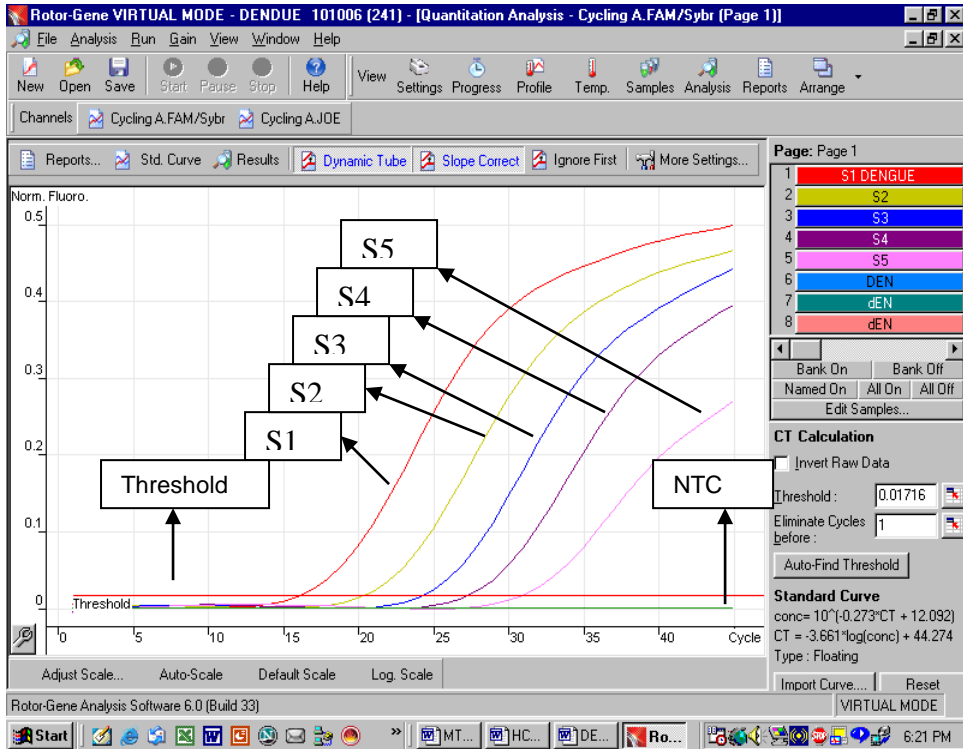 Rotor-Gene VIRTUAL MODE - DENDUE 101006 (241) - [Quantitation Analysis - Cycling A.FAM/Sybr (Page 1)]
File Analysis Run Gain View Window Help
New Open Save Start Pause Stop Help View Settings Progress Profile Temp. Samples Analysis Reports Arrange
Channels Cycling A.FAM/Sybr Cycling A.JOE
Reports... Std. Curve Results Dynamic Tube Slope Correct Ignore First More Settings...
Page: Page 1
1 S1 DENGUE
2 S2
3 S3
4 S4
5 S5
6 DEN
7 dEN
8 dEN
Bank On Bank Off
Named On All On All Off
Edit Samples...
CT Calculation
Invert Raw Data
Threshold : 0.01716
Eliminate Cycles before : 1
Auto-Find Threshold
Standard Curve
conc= 10^(-0.273*CT + 12.092)
CT = -3.661*log(conc) + 44.274
Type : Floating
Import Curve.... Reset
Norm. Fluoro.
0.5
0.4
0.3
0.2
0.1
0
S5
S4
S3
S2
S1
Threshold
NTC
Threshold
0 5 10 15 20 25 30 35 40 Cycle
Adjust Scale... Auto-Scale Default Scale Log. Scale
Rotor-Gene Analysis Software 6.0 (Build 33) VIRTUAL MODE
Start » MT... HC... DE... Ro... 6:21 PM